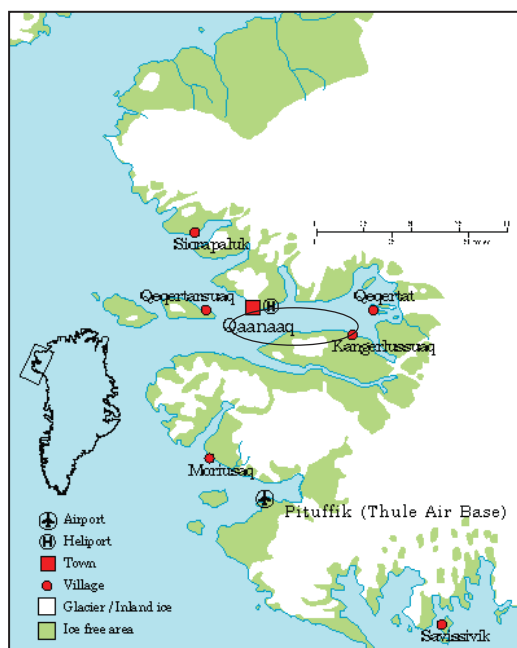 Siorapaluk
Qeqertarsuaq
Qeqertat
Qaanaaq
Kangerlussuaq
Moriusaq
Pituffik (Thule Air Base)
Airport
Heliport
Town
Village
Glacier / Inland ice
Ice free area
Savissivik